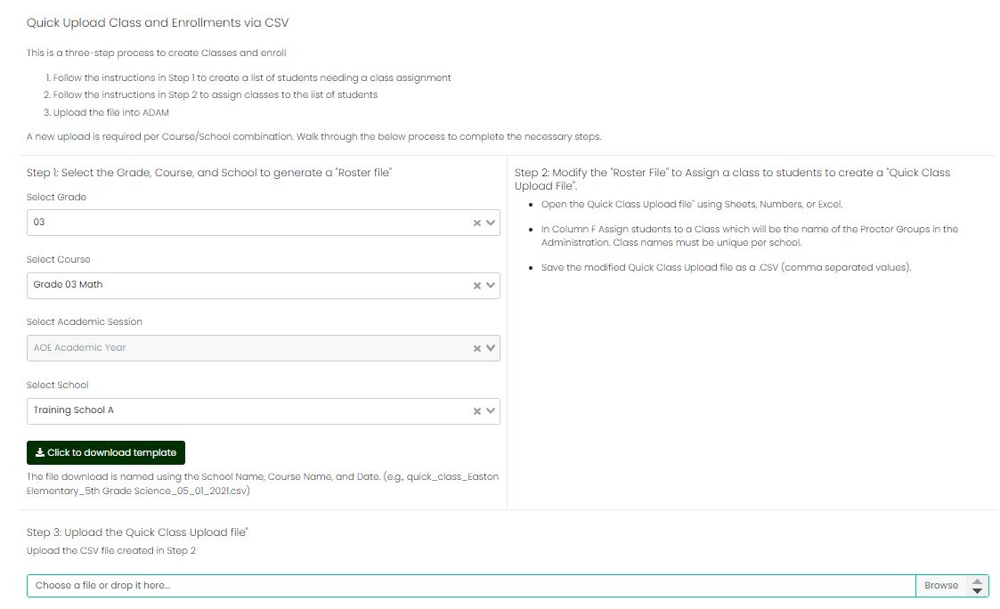 Quick Upload Class and Enrollments via CSV
This is a three-step process to create Classes and enroll
1. Follow the instructions in Step 1 to create a list of students needing a class assignment
2. Follow the instructions in Step 2 to assign classes to the list of students
3. Upload the file into ADAM
A new upload is required per Course/School combination. Walk through the below process to complete the necessary steps.
Step 1: Select the Grade, Course, and School to generate a "Roster file"
Select Grade
03
Select Course
Grade 03 Math
Select Academic Session
AOE Academic Year
Select School
Training School A
Click to download template
The file download is named using the School Name, Course Name, and Date. (e.g., quick_class_Easton
Elementary_5th Grade Science_05_01_2021.csv)
Step 2: Modify the "Roster File" to Assign a class to students to create a "Quick Class
Upload File".
• Open the Quick Class Upload file" using Sheets, Numbers, or Excel.
• In Column F Assign students to a Class which will be the name of the Proctor Groups in the
Administration. Class names must be unique per school.
• Save the modified Quick Class Upload file as a .CSV (comma separated values).
Step 3: Upload the Quick Class Upload file"
Upload the CSV file created in Step 2
Choose a file or drop it here...
Browse